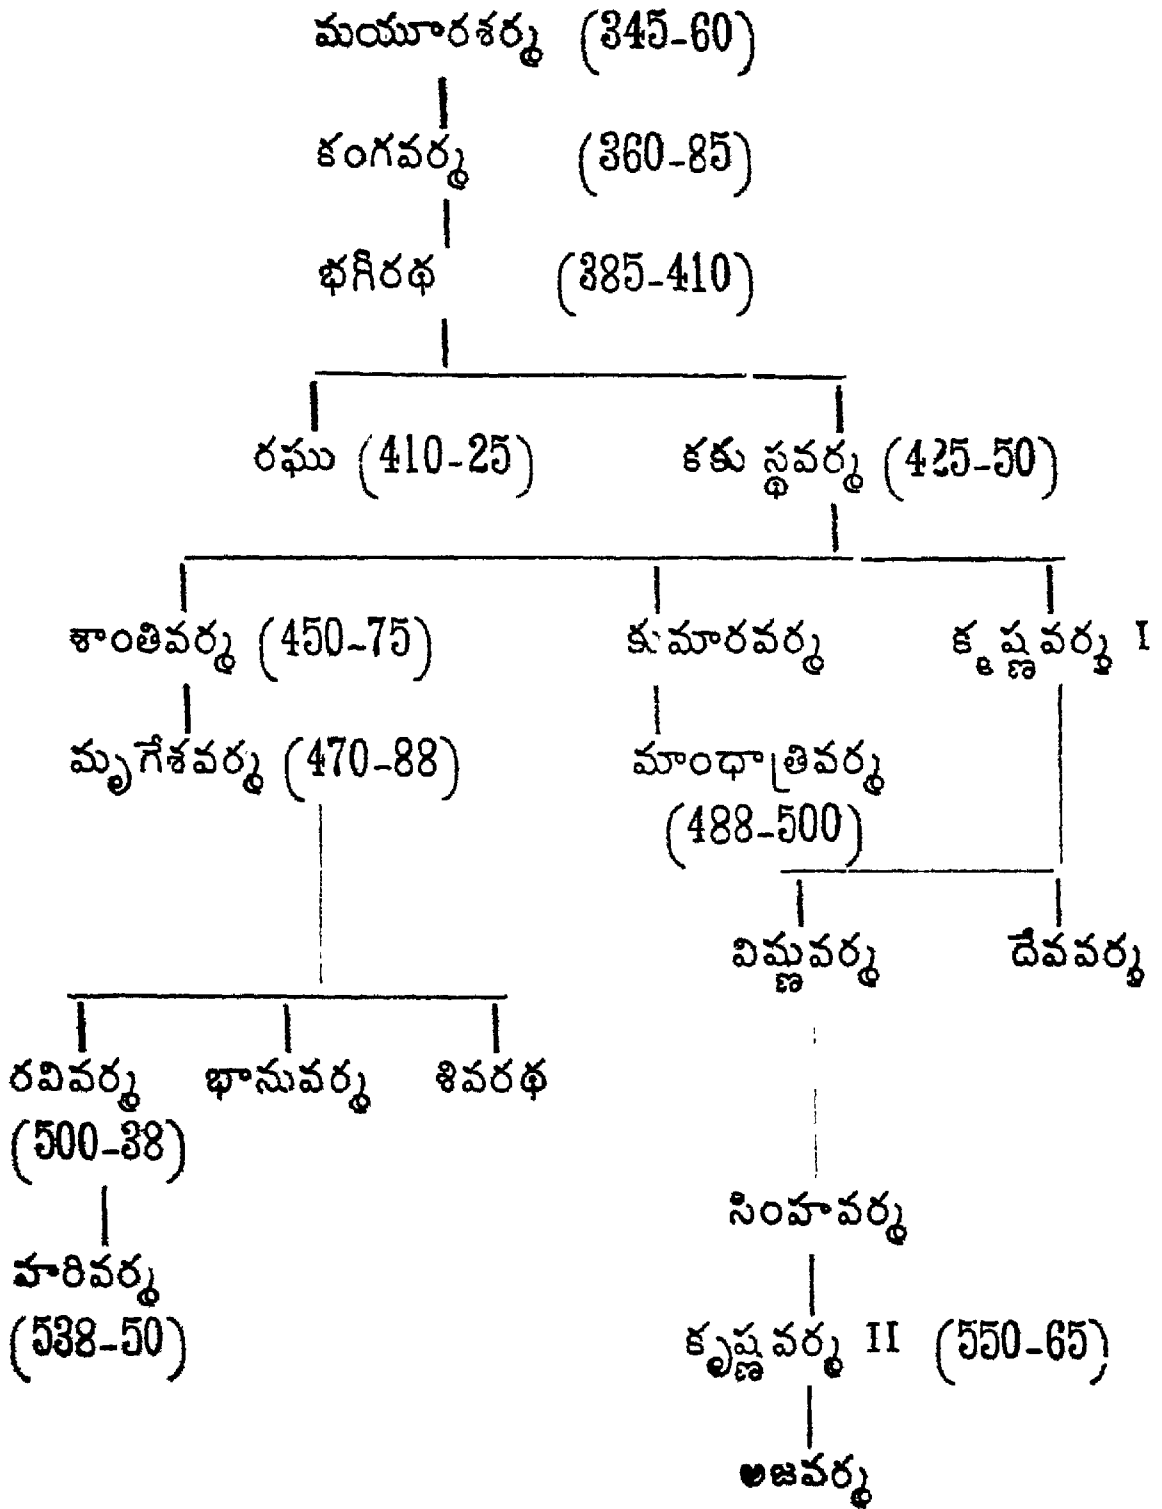 మయూరశర్మ (345-60)
కంగవర్మ (360-85)
భగీరథ (385-410)
రఘు (410-25) కకు స్థవర్మ (425-50)
శాంతివర్మ (450-75) కుమారవర్మ కృష్ణవర్మ I
మృగేశవర్మ (470-88) మాంధాత్రివర్మ
(488-500)
విష్ణువర్మ దేవవర్మ
రవివర్మ భానువర్మ శివరథ
(500-38)
సింహవర్మ
హరివర్మ
(538-50) కృష్ణవర్మ II (550-65)
అజవర్మ